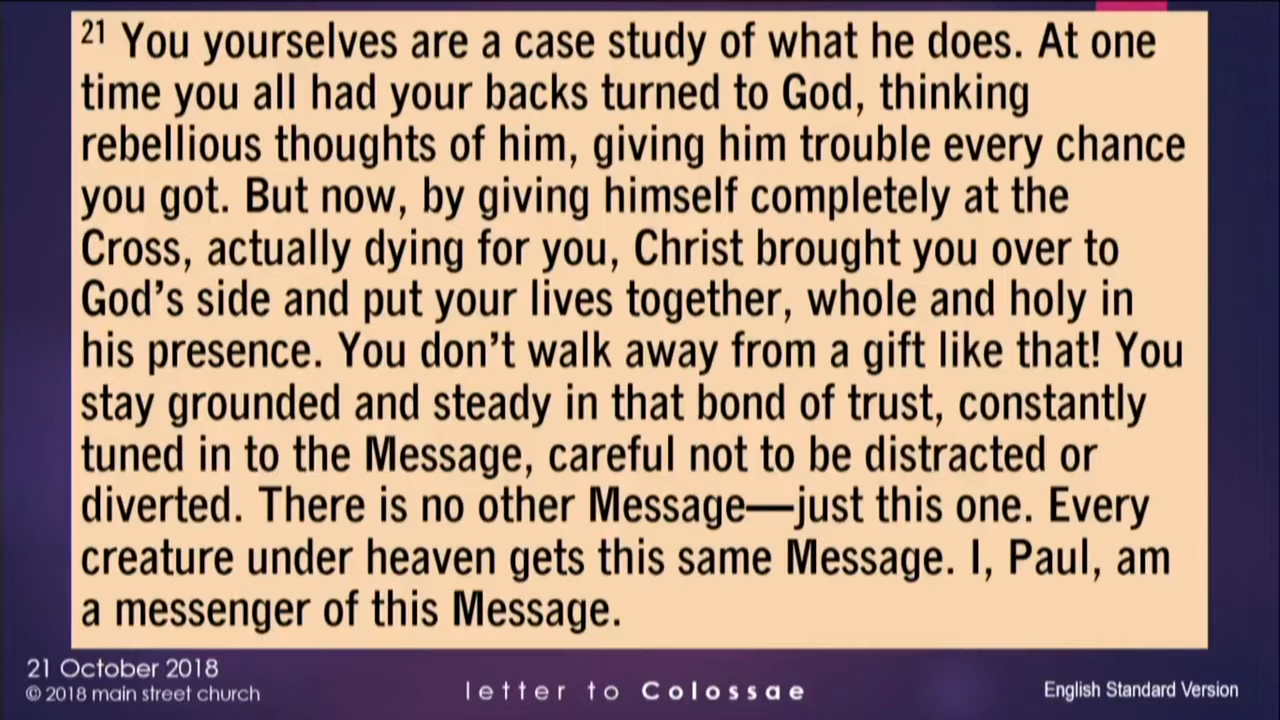 21 You yourselves are a case study of what he does. At one
time you all had your backs turned to God, thinking
rebellious thoughts of him, giving him trouble every chance
you got. But now, by giving himself completely at the
Cross, actually dying for you, Christ brought you over to
God’s side and put your lives together, whole and holy in
his presence. You don’t walk away from a gift like that! You
stay grounded and steady in that bond of trust, constantly
tuned in to the Message, careful not to be distracted or
diverted. There is no other Message—just this one. Every
creature under heaven gets this same Message. I, Paul, am
a messenger of this Message.
21 October 2018
© 2018 main street church
letter to Colossae
English Standard Version